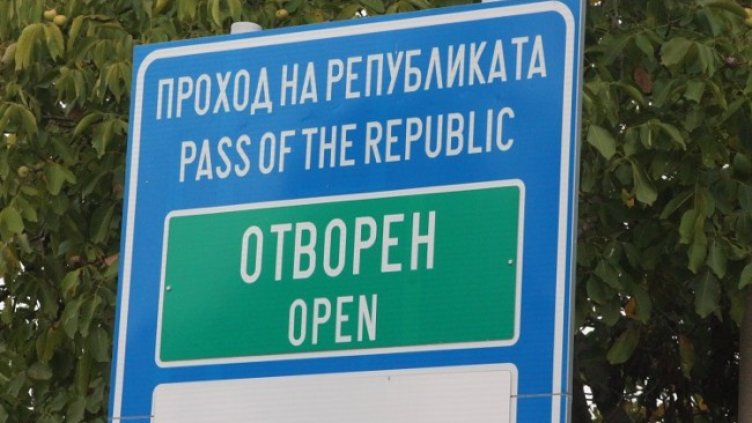 ПРОХОД НА РЕПУБЛИКАТА
PASS OF THE REPUBLIC
ОТВОРЕН
OPEN